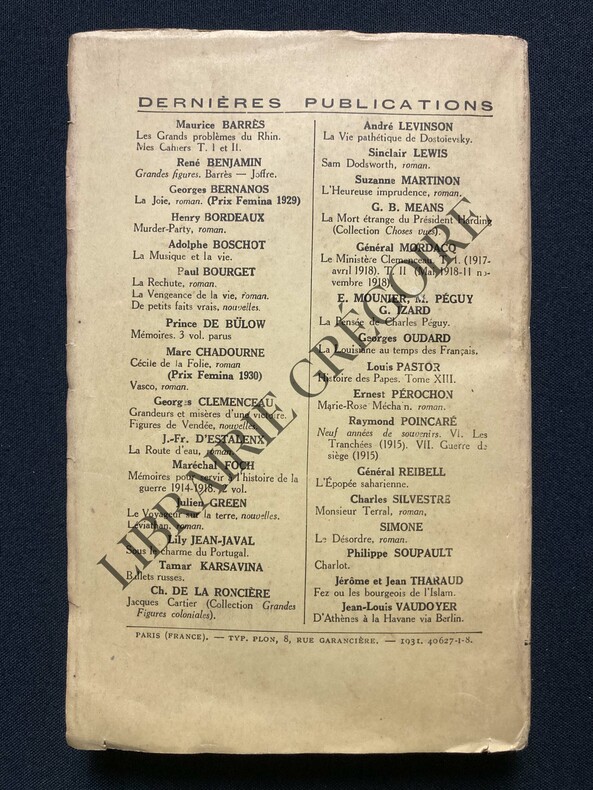 DERNIÈRES PUBLICATIONS
Maurice BARRÈS
Les Grands problèmes du Rhin.
Mes Cahiers T. I et II.
René BENJAMIN
Grandes figures. Barrès — Joffre.
Georges BERNANOS
La Joie, roman. (Prix Femina 1929)
Henry BORDEAUX
Murder-Party, roman.
Adolphe BOSCHOT
La Musique et la vie.
Paul BOURGET
La Rechute, roman.
La Vengeance de la vie, roman.
De petits faits vrais, nouvelles.
Prince DE BÜLOW
Mémoires. 3 vol. parus
Marc CHADOURNE
Cécile de la Folie, roman
(Prix Femina 1930)
Vasco, roman.
Georges CLEMENCEAU
Grandeurs et misères d'une victoire.
Figures de Vendée, nouvelles.
J.-Fr. D'ESTALENX
La Route d'eau, roman.
Maréchal FOCH
Mémoires pour servir à l'histoire de la
guerre 1914-1918. 2 vol.
Julien GREEN
Le Voyageur sur la terre, nouvelles.
Léviathan, roman.
Lily JEAN-JAVAL
Sous le charme du Portugal.
Tamar KARSAVINA
Ballets russes.
Ch. DE LA RONCIÈRE
Jacques Cartier (Collection Grandes
Figures coloniales).
André LEVINSON
La Vie pathétique de Dostoïevsky.
Sinclair LEWIS
Sam Dodsworth, roman.
Suzanne MARTINON
L'Heureuse imprudence, roman.
G. B. MEANS
La Mort étrange du Président Harding
(Collection Choses vues).
Général MORDACQ
Le Ministère Clemenceau. T. I. (1917-
avril 1918). T. II (Mai 1918-11 no-
vembre 1918).
E. MOUNIER, M. PÉGUY
G. IZARD
La Pensée de Charles Péguy.
Georges OUDARD
La Louisiane au temps des Français.
Louis PASTOR
Histoire des Papes. Tome XIII.
Ernest PÉROCHON
Marie-Rose Méchain, roman.
Raymond POINCARÉ
Neuf années de souvenirs. VI. Les
Tranchées (1915). VII. Guerre de
siège (1915)
Général REIBELL
L'Épopée saharienne.
Charles SILVESTRE
Monsieur Terral, roman,
SIMONE
Le Désordre, roman.
Philippe SOUPAULT
Charlot.
Jérôme et Jean THARAUD
Fez ou les bourgeois de l'Islam.
Jean-Louis VAUDOYER
D'Athènes à la Havane via Berlin.
PARIS (FRANCE). — TYP. PLON, 8, RUE GARANCIÈRE. — 1931. 40627-I-8.
LIBRAIRIE GRÉGOIRE